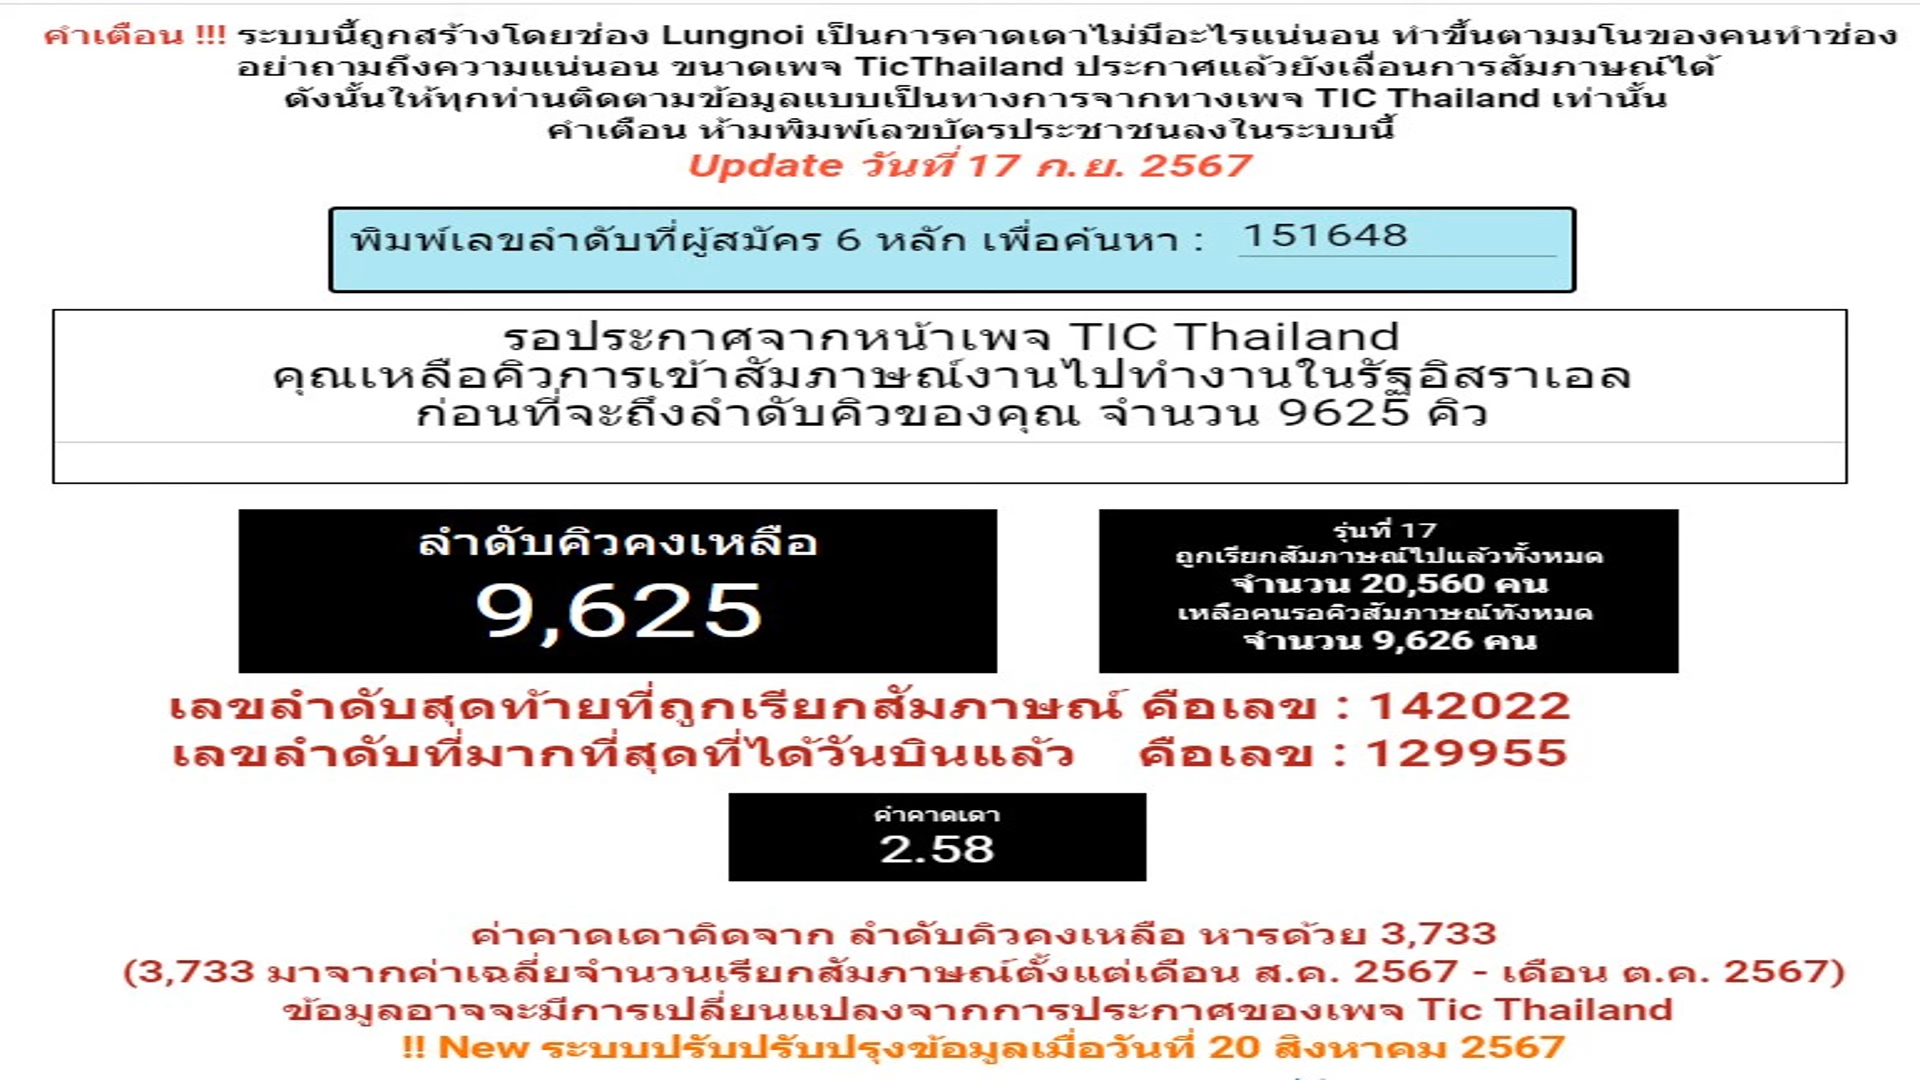 คำเตือน !!! ระบบนี้ถูกสร้างโดยช่อง Lungnoi เป็นการคาดเดาไม่มีอะไรแน่นอน ทำขึ้นตามมโนของคนทำช่อง
อย่าถามถึงความแน่นอน ขนาดเพจ TicThailand ประกาศแล้วยังเลื่อนการสัมภาษณ์ได้
ดังนั้นให้ทุกท่านติดตามข้อมูลแบบเป็นทางการจากทางเพจ TIC Thailand เท่านั้น
คำเตือน ห้ามพิมพ์เลขบัตรประชาชนลงในระบบนี้
Update วันที่ 17 ก.ย. 2567
พิมพ์เลขลำดับที่ผู้สมัคร 6 หลัก เพื่อค้นหา : 151648
รอประกาศจากหน้าเพจ TIC Thailand
คุณเหลือคิวการเข้าสัมภาษณ์งานไปทำงานในรัฐอิสราเอล
ก่อนที่จะถึงลำดับคิวของคุณ จำนวน 9625 คิว
ลำดับคิวคงเหลือ
9,625
รุ่นที่ 17
ถูกเรียกสัมภาษณ์ไปแล้วทั้งหมด
จำนวน 20,560 คน
เหลือคนรอคิวสัมภาษณ์ทั้งหมด
จำนวน 9,626 คน
เลขลำดับสุดท้ายที่ถูกเรียกสัมภาษณ์ คือเลข : 142022
เลขลำดับที่มากที่สุดที่ได้วันบินแล้ว คือเลข : 129955
ค่าคาดเดา
2.58
ค่าคาดเดาคิดจาก ลำดับคิวคงเหลือ หารด้วย 3,733
(3,733 มาจากค่าเฉลี่ยจำนวนเรียกสัมภาษณ์ตั้งแต่เดือน ส.ค. 2567 - เดือน ต.ค. 2567)
ข้อมูลอาจจะมีการเปลี่ยนแปลงจากการประกาศของเพจ Tic Thailand
!! New ระบบปรับปรับปรุงข้อมูลเมื่อวันที่ 20 สิงหาคม 2567